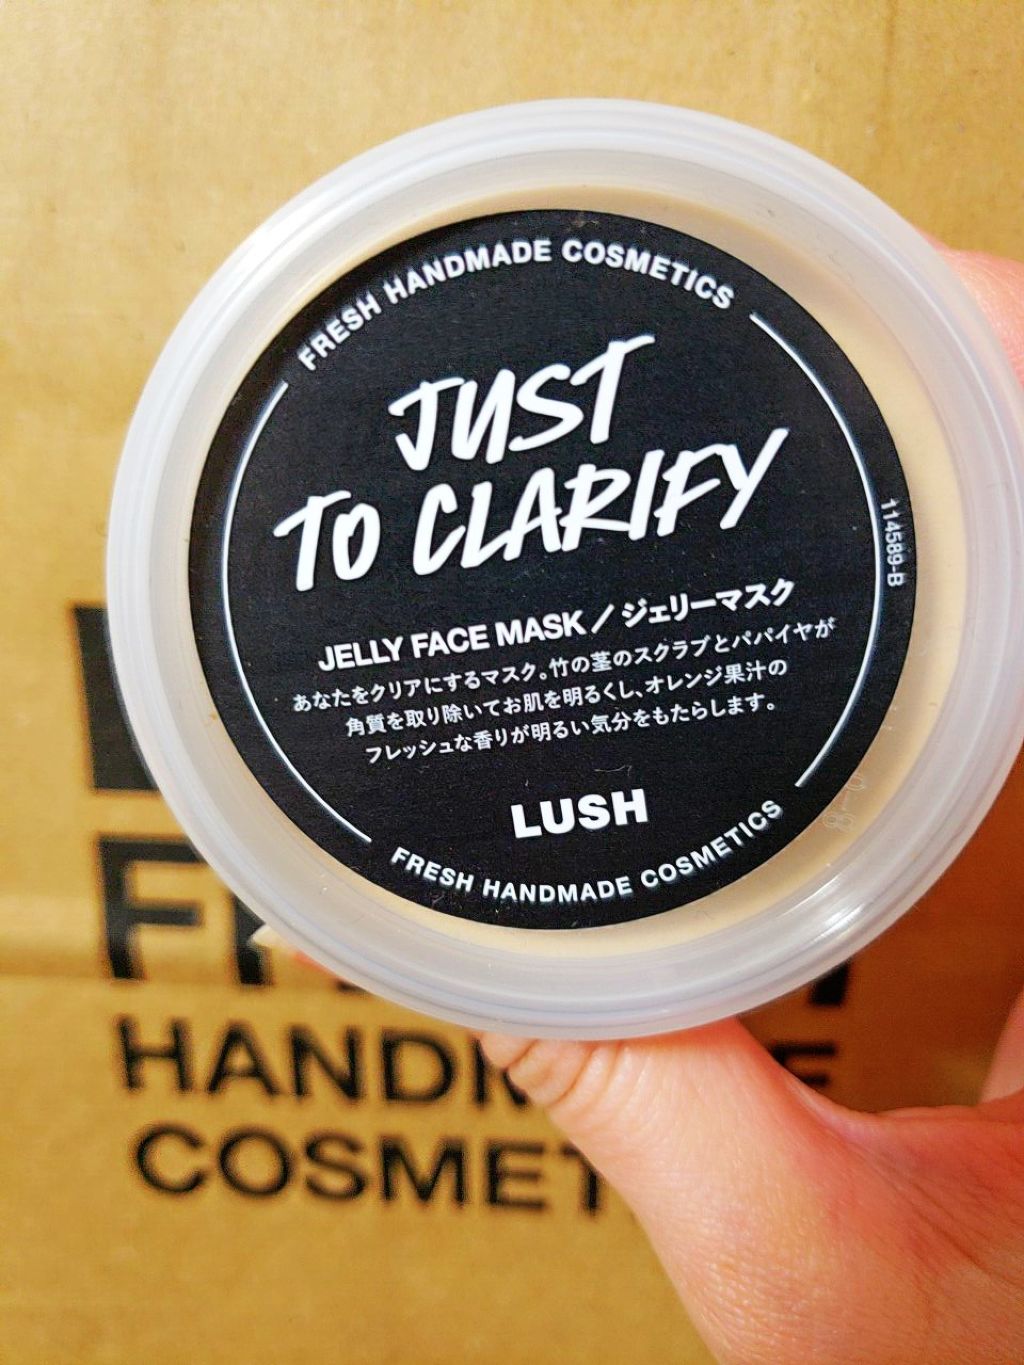 FRESH HANDMADE COSMETICS
JUST
TO CLARIFY
114589-B
JELLY FACE MASK／ジェリーマスク
あなたをクリアにするマスク。竹の茎のスクラブとパパイヤが
角質を取り除いてお肌を明るくし、オレンジ果汁の
フレッシュな香りが明るい気分をもたらします。
LUSH
FRESH HANDMADE COSMETICS